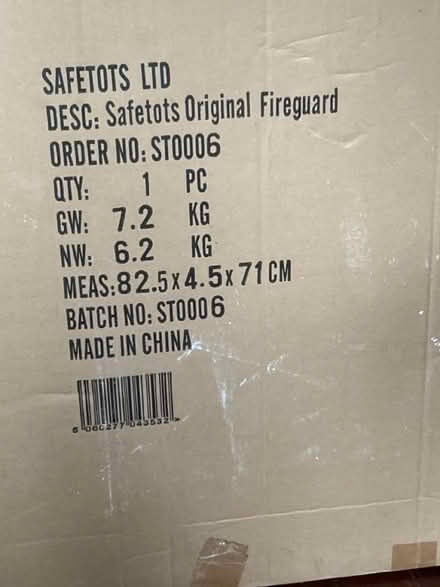 SAFETOTS LTD
DESC: Safetots Original Fireguard
ORDER NO: ST0006
QTY: 1 PC
GW: 7.2 KG
NW: 6.2 KG
MEAS:82.5x4.5x71CM
BATCH NO: ST0006
MADE IN CHINA